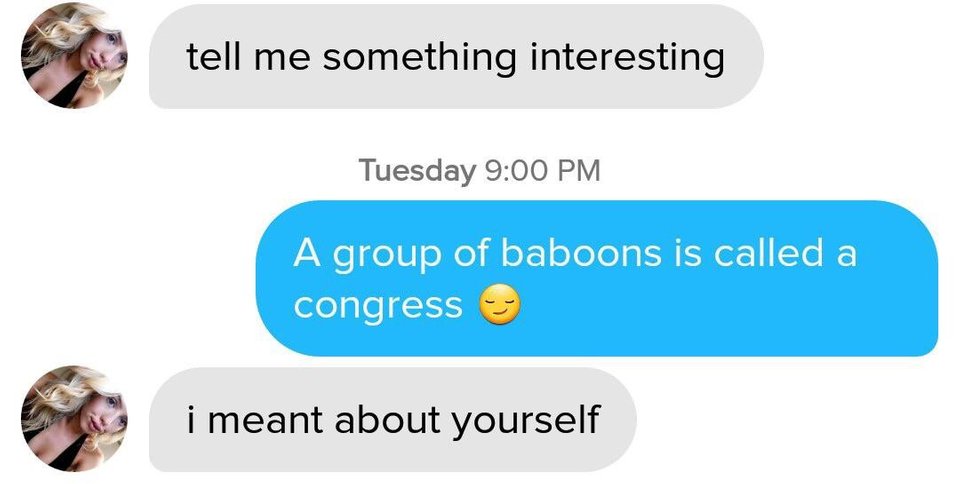 tell me something interesting
Tuesday 9:00 PM
A group of baboons is called a
congress 😏
i meant about yourself